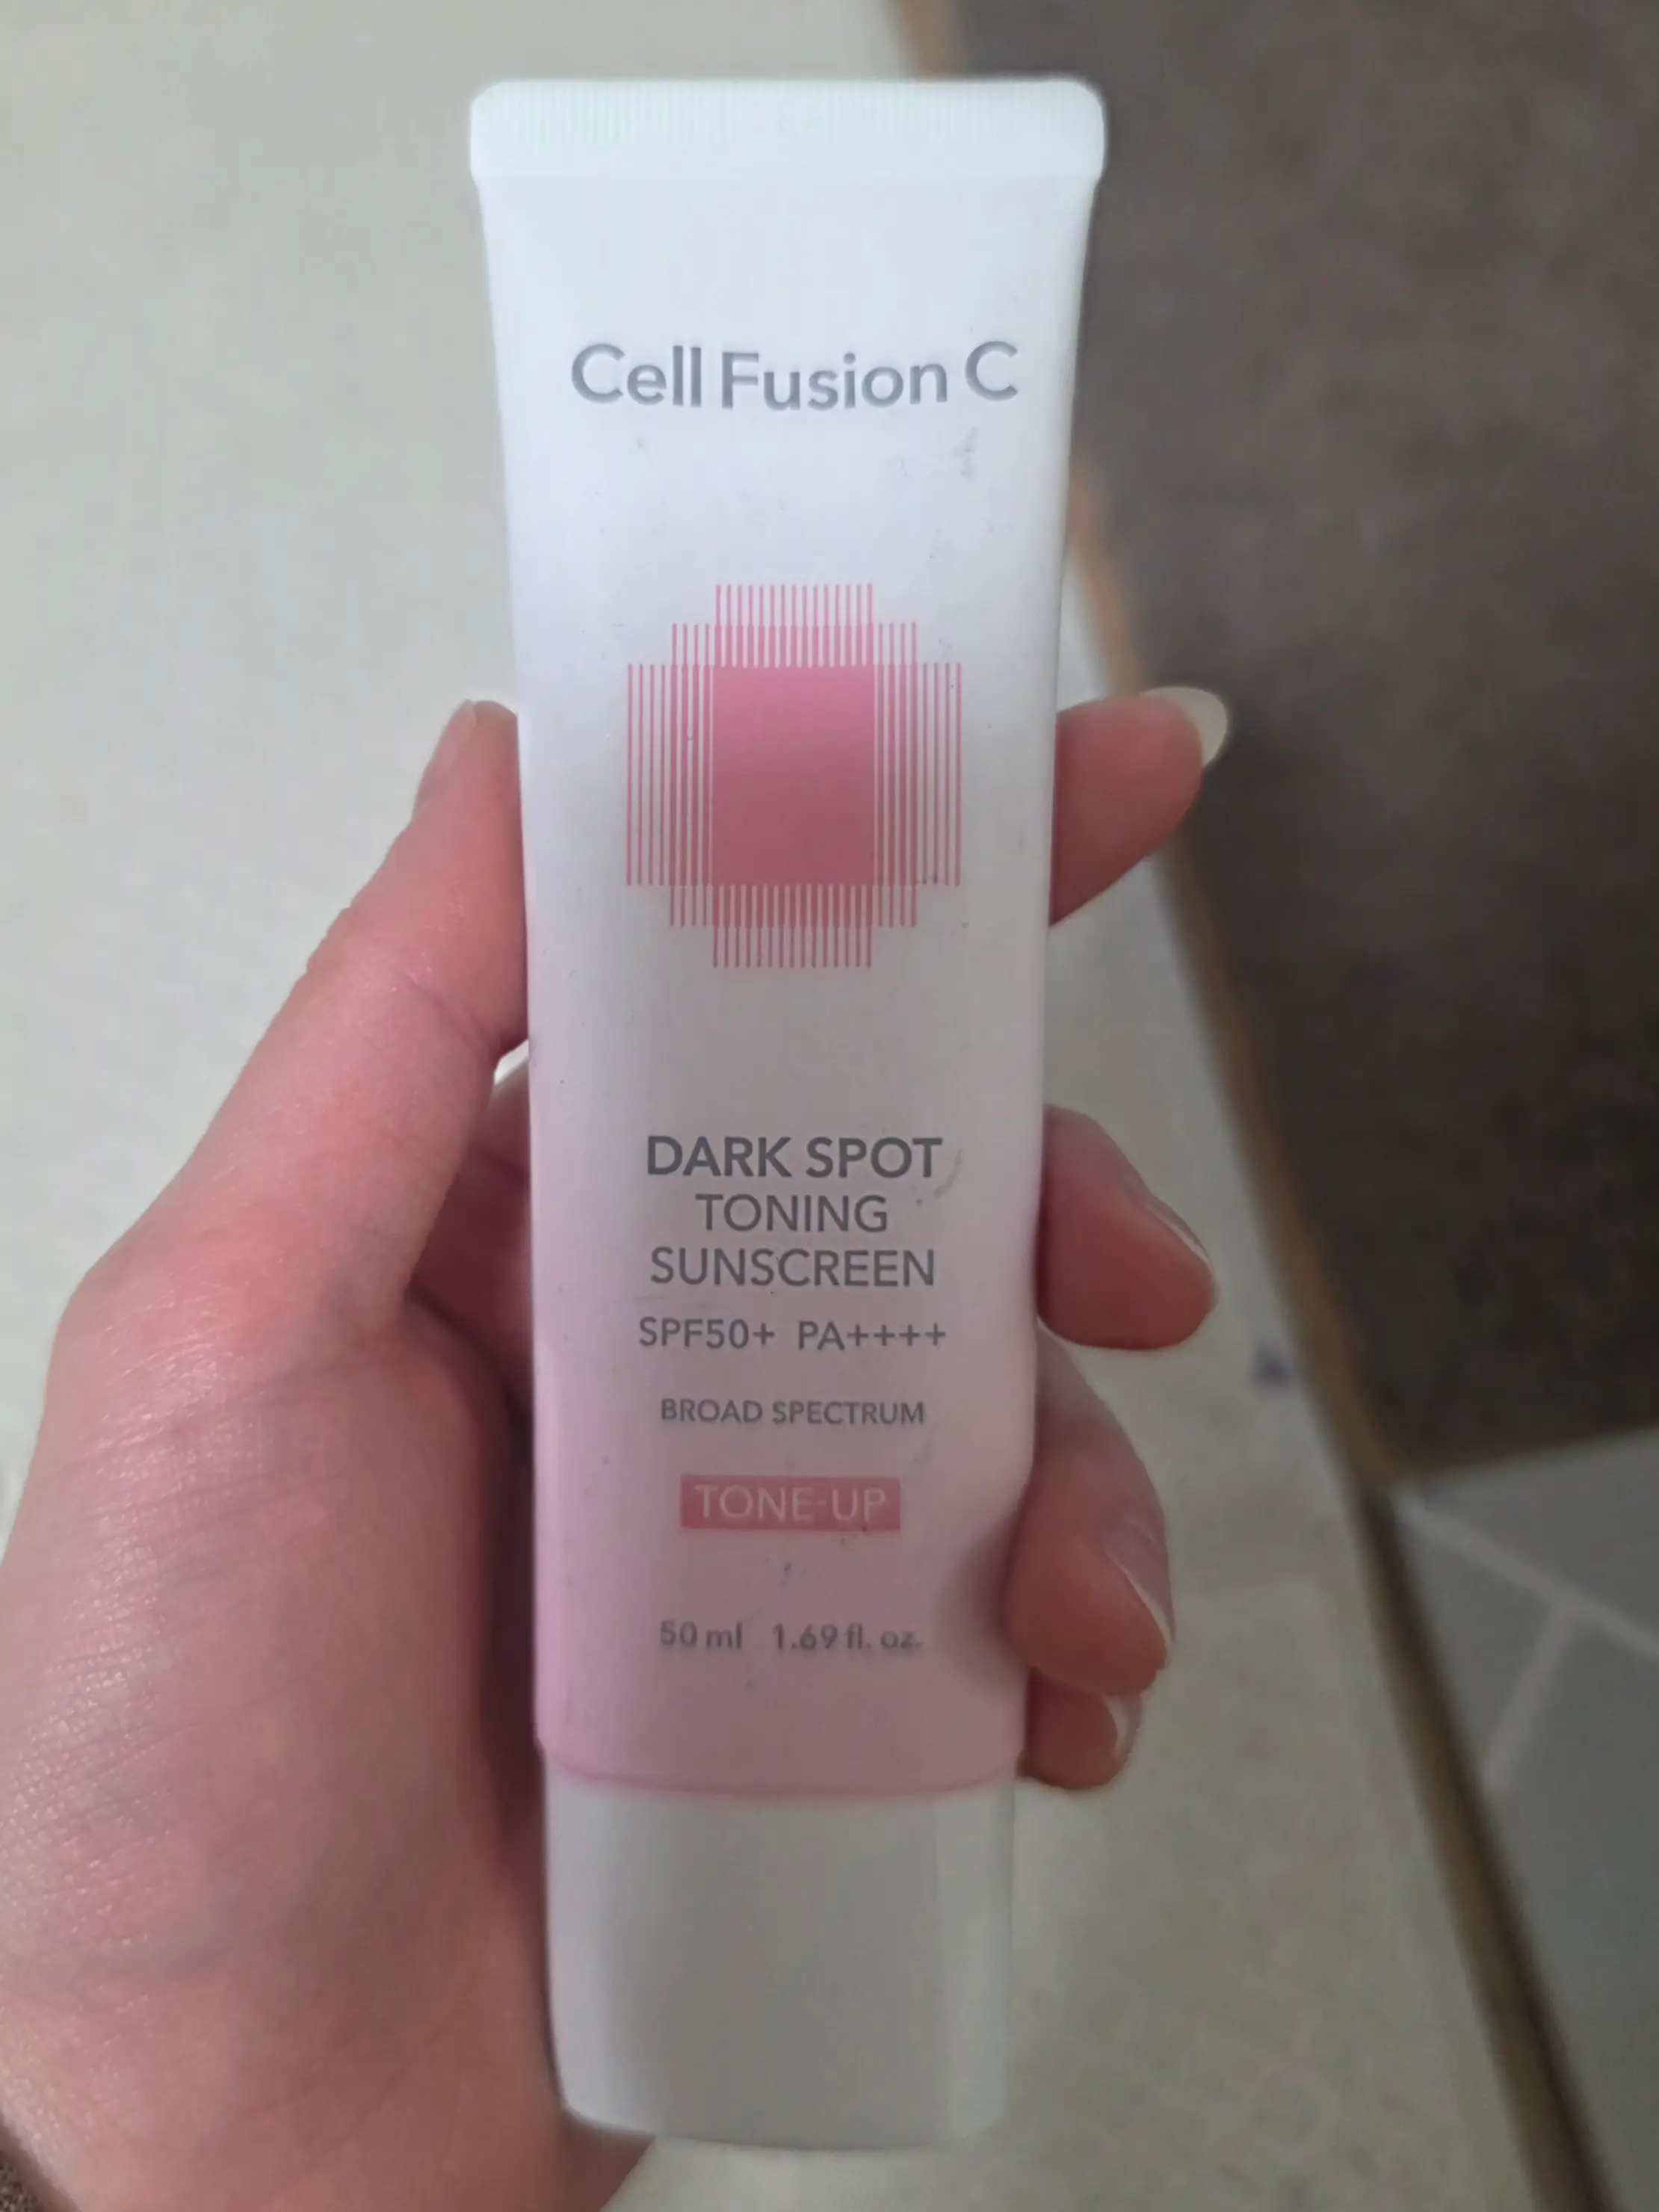 Cell Fusion C
DARK SPOT
TONING
SUNSCREEN
SPF50+ PA++++
BROAD SPECTRUM
TONE-UP
50 ml 1.69 fl. oz.